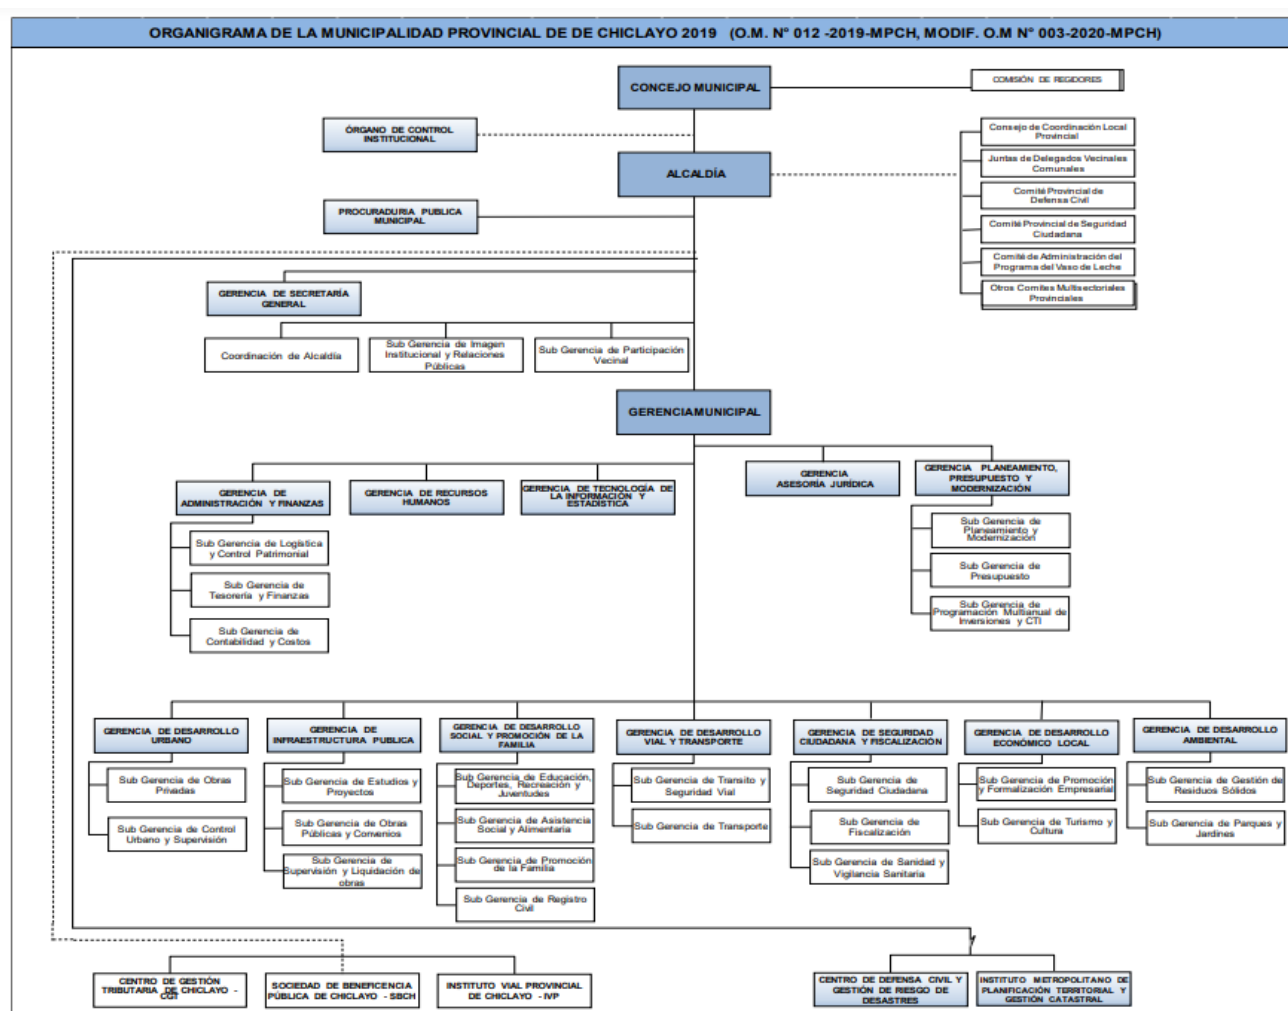 ORGANIGRAMA DE LA MUNICIPALIDAD PROVINCIAL DE DE CHICLAYO 2019 (O.M. N° 012 -2019-MPCH, MODIF. O.M N° 003-2020-MPCH)
CONCEJO MUNICIPAL
COMISIÓN DE REGIDORES
ÓRGANO DE CONTROL
INSTITUCIONAL
ALCALDÍA
Consejo de Coordinación Local
Provincial
Juntas de Delegados Vecinales
Comunales
Comité Provincial de
Defensa Civil
Comité Provincial de Seguridad
Ciudadana
Comité de Administración del
Programa del Vaso de Leche
Otros Comites Multisectoriales
Provinciales
PROCURADURIA PUBLICA
MUNICIPAL
GERENCIA DE SECRETARÍA
GENERAL
Coordinación de Alcaldía
Sub Gerencia de Imagen
Institucional y Relaciones
Públicas
Sub Gerencia de Participación
Vecinal
GERENCIA MUNICIPAL
GERENCIA DE
ADMINISTRACIÓN Y FINANZAS
GERENCIA DE RECURSOS
HUMANOS
GERENCIA DE TECNOLOGÍA DE
LA INFORMACIÓN Y
ESTADÍSTICA
GERENCIA
ASESORÍA JURÍDICA
GERENCIA PLANEAMIENTO,
PRESUPUESTO Y
MODERNIZACIÓN
Sub Gerencia de Logística
y Control Patrimonial
Sub Gerencia de
Tesorería y Finanzas
Sub Gerencia de
Contabilidad y Costos
Sub Gerencia de
Planeamiento y
Modernización
Sub Gerencia de
Presupuesto
Sub Gerencia de
Programación Multianual de
Inversiones y CTI
GERENCIA DE DESARROLLO
URBANO
Sub Gerencia de Obras
Privadas
Sub Gerencia de Control
Urbano y Supervisión
GERENCIA DE
INFRAESTRUCTURA PUBLICA
Sub Gerencia de Estudios y
Proyectos
Sub Gerencia de Obras
Públicas y Convenios
Sub Gerencia de
Supervisión y Liquidación de
obras
GERENCIA DE DESARROLLO
SOCIAL Y PROMOCIÓN DE LA
FAMILIA
Sub Gerencia de Educación,
Deportes, Recreación y
Juventudes
Sub Gerencia de Asistencia
Social y Alimentaria
Sub Gerencia de Promoción
de la Familia
Sub Gerencia de Registro
Civil
GERENCIA DE DESARROLLO
VIAL Y TRANSPORTE
Sub Gerencia de Transito y
Seguridad Vial
Sub Gerencia de Transporte
GERENCIA DE SEGURIDAD
CIUDADANA Y FISCALIZACIÓN
Sub Gerencia de
Seguridad Ciudadana
Sub Gerencia de
Fiscalización
Sub Gerencia de Sanidad y
Vigilancia Sanitaria
GERENCIA DE DESARROLLO
ECONÓMICO LOCAL
Sub Gerencia de Promoción
y Formalización Empresarial
Sub Gerencia de Turismo y
Cultura
GERENCIA DE DESARROLLO
AMBIENTAL
Sub Gerencia de Gestión de
Residuos Sólidos
Sub Gerencia de Parques y
Jardines
CENTRO DE GESTIÓN
TRIBUTARIA DE CHICLAYO -
CGT
SOCIEDAD DE BENEFICENCIA
PÚBLICA DE CHICLAYO - SBCH
INSTITUTO VIAL PROVINCIAL
DE CHICLAYO - IVP
CENTRO DE DEFENSA CIVIL Y
GESTIÓN DE RIESGO DE
DESASTRES
INSTITUTO METROPOLITANO DE
PLANIFICACIÓN TERRITORIAL Y
GESTIÓN CATASTRAL